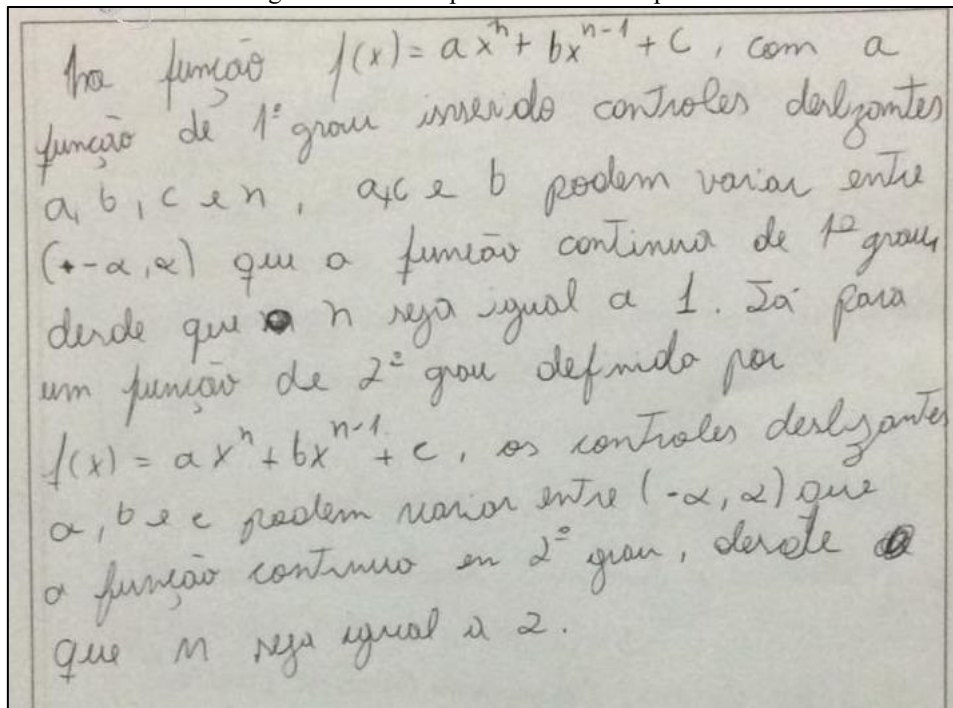 na função f(x) = ax^n + bx^{n-1} + c, com a
função de 1º grau inserido controles deslizantes
a, b, c e n, a,c e b podem variar entre
(+-α, α) que a função continua de 1º grau,
desde que n seja igual a 1. Já para
um função de 2º grau definida por
f(x) = ax^n + bx^{n-1} + c, os controles deslizantes
a, b e c podem variar entre (-α, α) que
a função continua em 2º grau, desde
que n seja igual à 2.